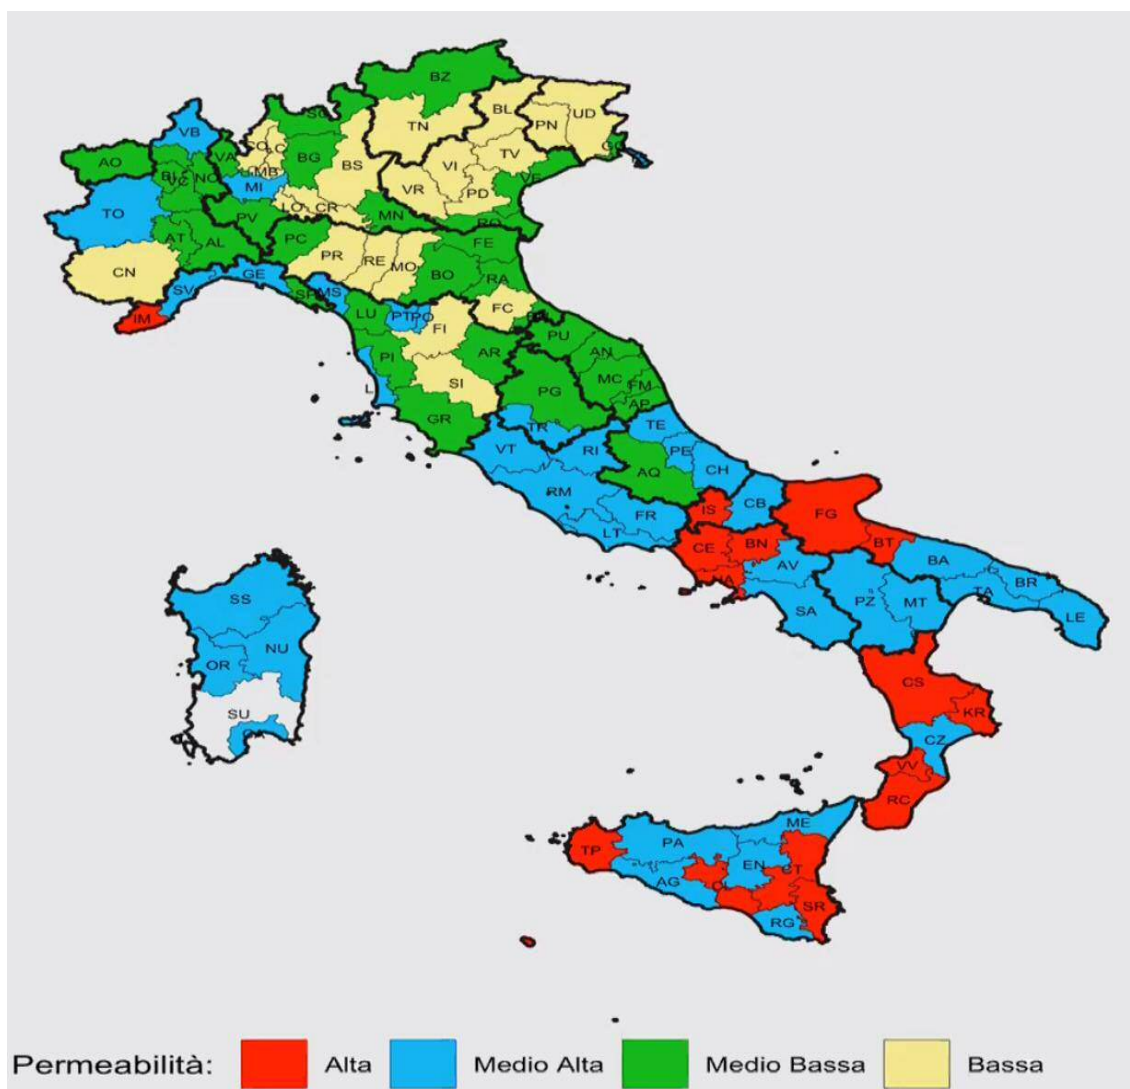 BZ
SO
BL
UD
PN
TN
VB
TV
VI
AO
VA
CO
LC
BG
BS
MB
BI
NO
VC
VE
VR
PD
MI
TO
LO
CR
PV
MN
RO
AT
AL
PC
FE
PR
RE
MO
BO
CN
GE
RA
SV
MS
SP
FC
IM
LU
PT
PO
FI
PU
AN
PI
AR
MC
FM
SI
PG
AP
GR
TR
TE
VT
RI
PE
AQ
CH
RM
CB
FR
IS
FG
LT
CE
BN
BT
AV
BA
BR
TA
SS
PZ
MT
SA
LE
NU
OR
CS
SU
KR
CZ
VV
RC
ME
PA
TP
EN
CT
AG
SR
RG
Permeabilità: Alta Medio Alta Medio Bassa Bassa